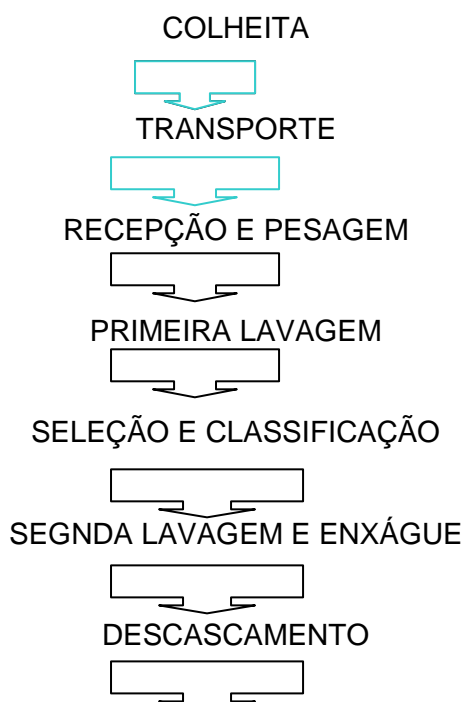 COLHEITA
TRANSPORTE
RECEPÇÃO E PESAGEM
PRIMEIRA LAVAGEM
SELEÇÃO E CLASSIFICAÇÃO
SEGNDA LAVAGEM E ENXÁGUE
DESCASCAMENTO